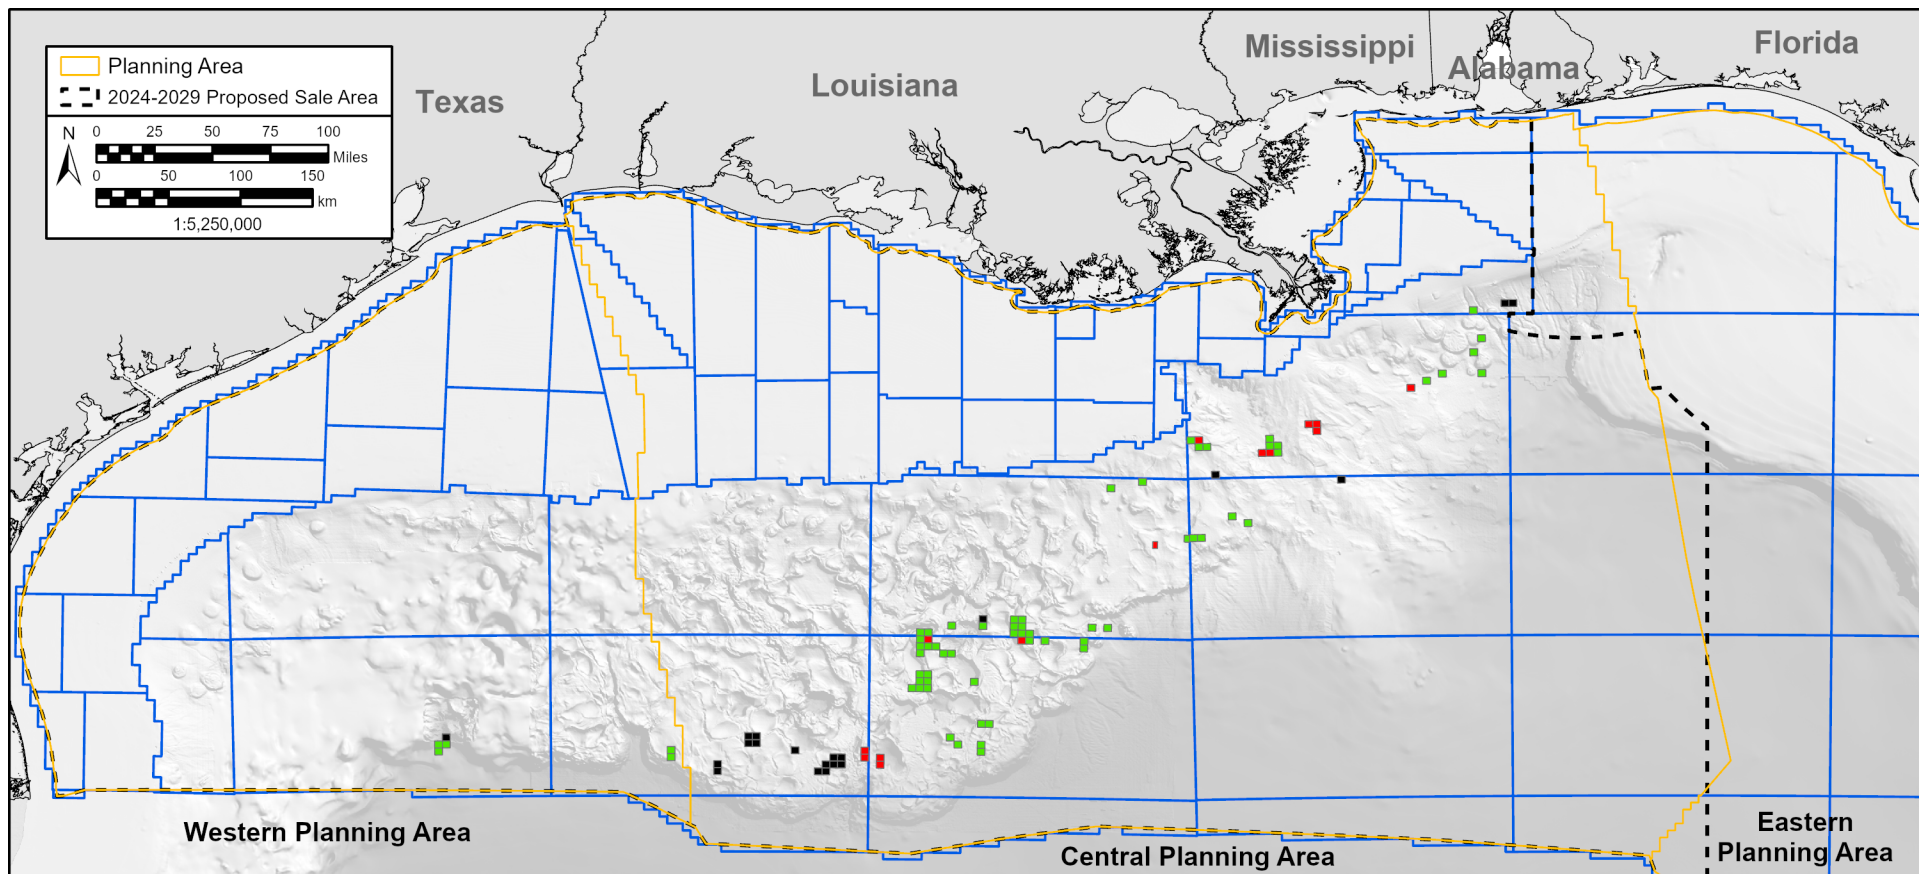 Mississippi
Florida
Alabama
Louisiana
Texas
Planning Area
2024-2029 Proposed Sale Area
N
0 25 50 75 100
Miles
0 50 100 150
km
1:5,250,000
Western Planning Area
Central Planning Area
Eastern
Planning Area